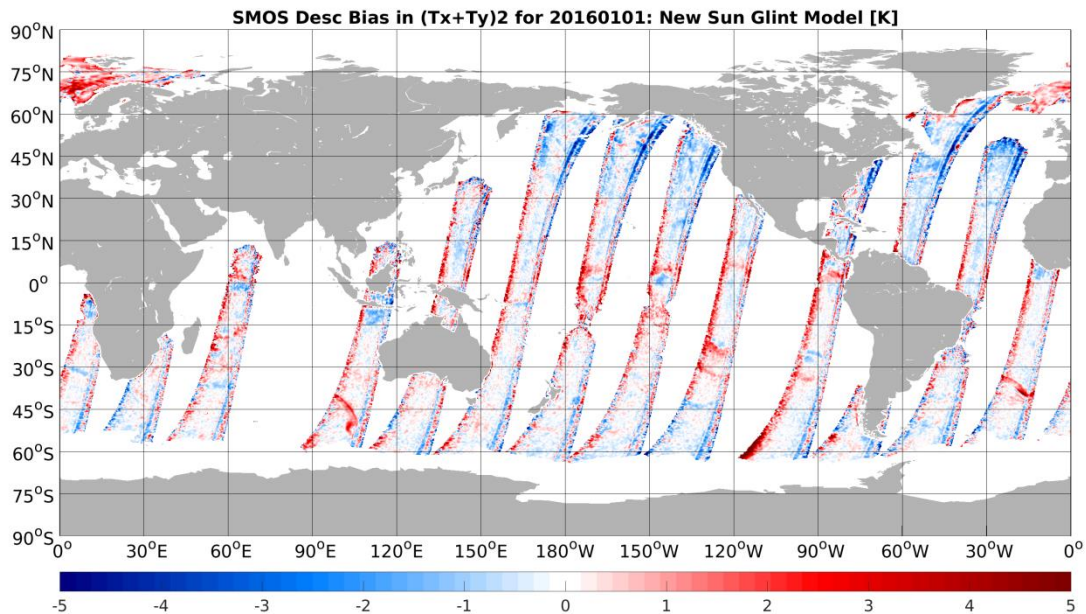 SMOS Desc Bias in (Tx+Ty)2 for 20160101: New Sun Glint Model [K]
90°N
75°N
60°N
45°N
30°N
15°N
0°
15°S
30°S
45°S
60°S
75°S
90°S
0° 30°E 60°E 90°E 120°E 150°E 180°W 150°W 120°W 90°W 60°W 30°W 0°
-5 -4 -3 -2 -1 0 1 2 3 4 5